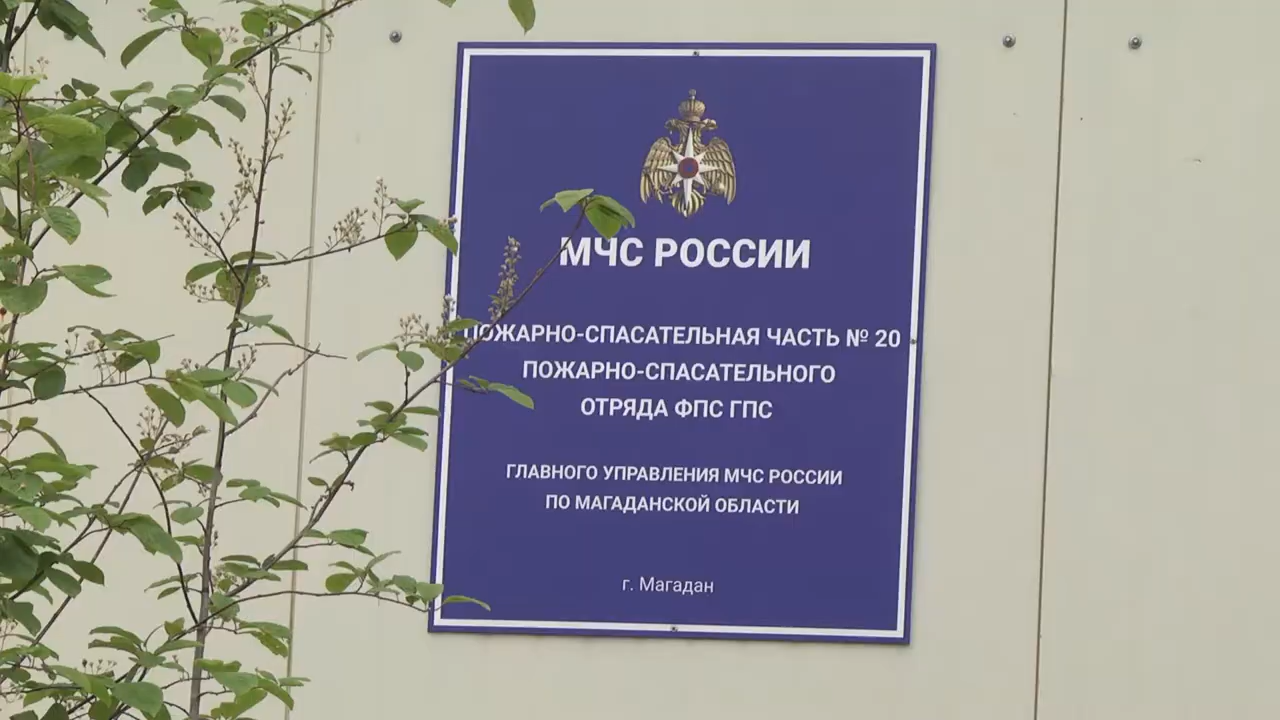 МЧС РОССИИ
ПОЖАРНО-СПАСАТЕЛЬНАЯ ЧАСТЬ № 20
ПОЖАРНО-СПАСАТЕЛЬНОГО
ОТРЯДА ФПС ГПС
ГЛАВНОГО УПРАВЛЕНИЯ МЧС РОССИИ
ПО МАГАДАНСКОЙ ОБЛАСТИ
г. Магадан